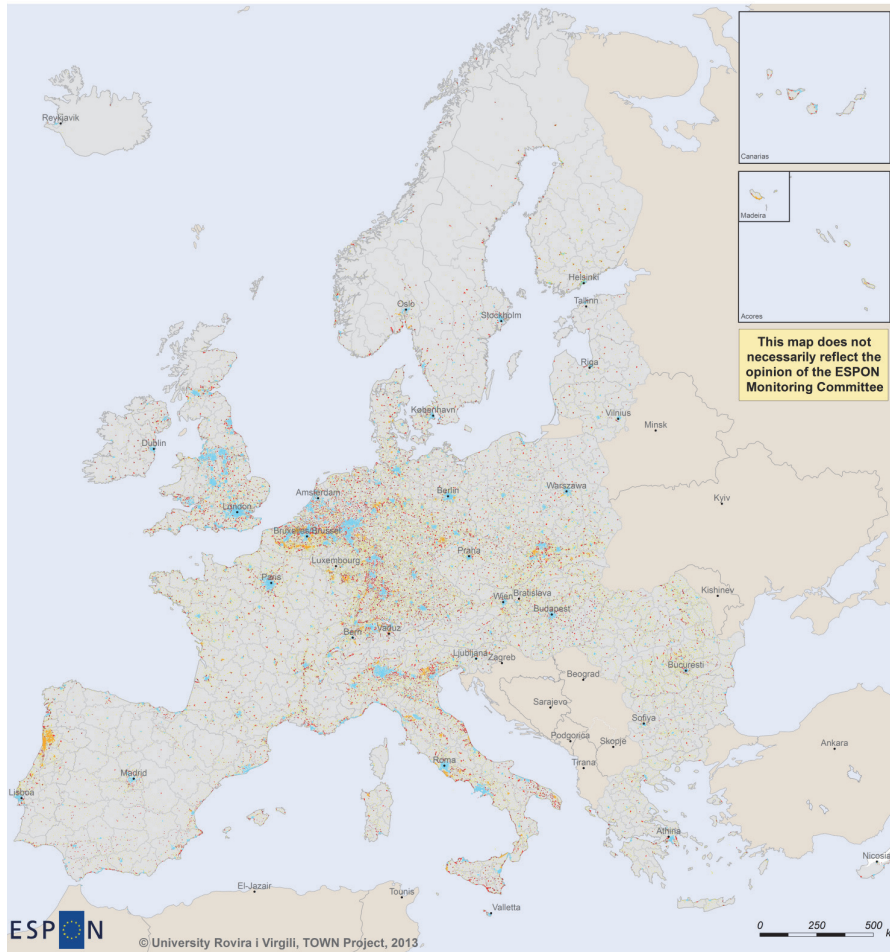 Reykjavik
Canarias
Madeira
Acores
This map does not
necessarily reflect the
opinion of the ESPON
Monitoring Committee
Oslo
Helsinki
Tallinn
Stockholm
Riga
København
Vilnius
Minsk
Dublin
Amsterdam
Berlin
Warszawa
London
Kyiv
Bruxelles/Brussel
Praha
Luxembourg
Paris
Kishinev
Wien
Bratislava
Budapest
Bern
Vaduz
Ljubljana
Zagreb
Bucuresti
Beograd
Sarajevo
Sofiya
Podgorica
Skopje
Ankara
Tirana
Roma
Madrid
Lisboa
Athina
Nicosia
El-Jazair
Tounis
Valletta
ESPON
© University Rovira i Virgili, TOWN Project, 2013
0 250 500